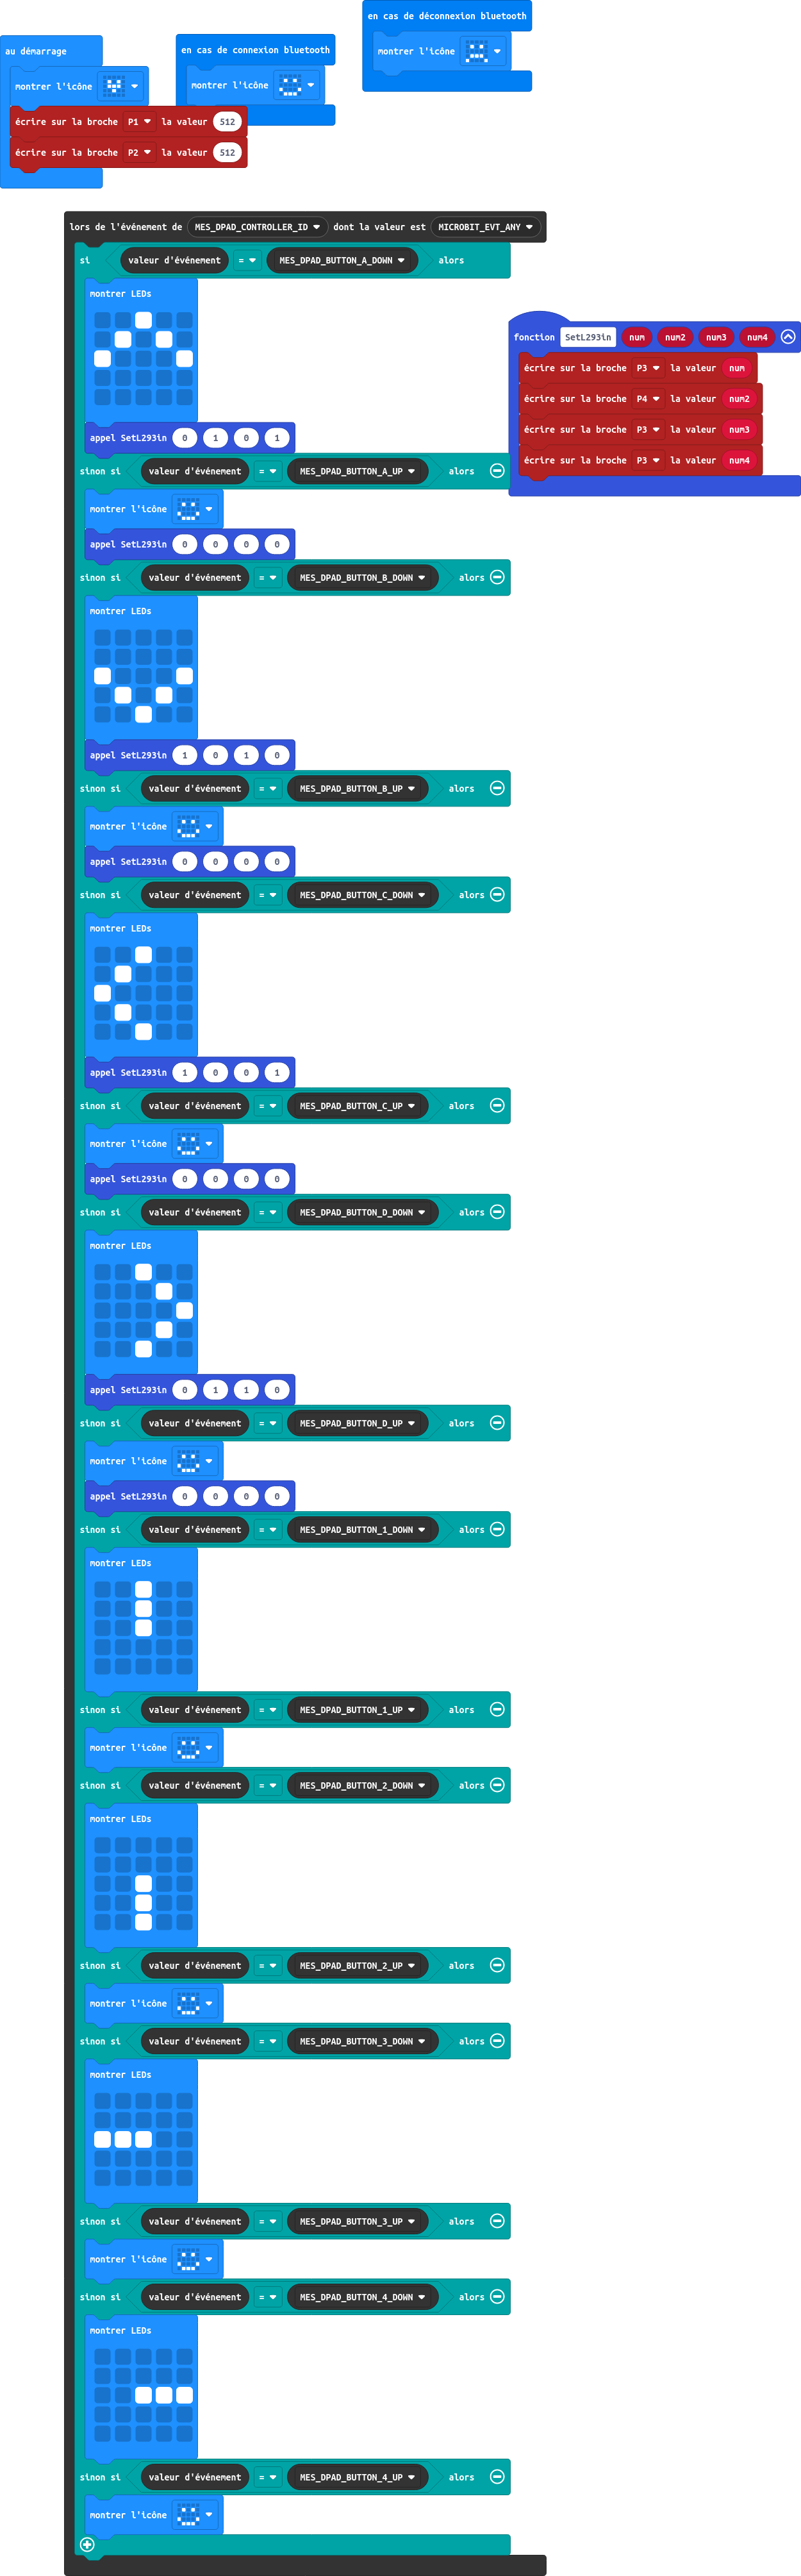 en cas de déconnexion bluetooth
montrer l'icône
au démarrage
montrer l'icône
écrire sur la broche P1 la valeur 512
écrire sur la broche P2 la valeur 512
en cas de connexion bluetooth
montrer l'icône
lors de l'événement de MES_DPAD_CONTROLLER_ID dont la valeur est MICROBIT_EVT_ANY
si valeur d'événement = MES_DPAD_BUTTON_A_DOWN alors
montrer LEDs
appel SetL293in 0 1 0 1
sinon si valeur d'événement = MES_DPAD_BUTTON_A_UP alors
montrer l'icône
appel SetL293in 0 0 0 0
sinon si valeur d'événement = MES_DPAD_BUTTON_B_DOWN alors
montrer LEDs
appel SetL293in 1 0 1 0
sinon si valeur d'événement = MES_DPAD_BUTTON_B_UP alors
montrer l'icône
appel SetL293in 0 0 0 0
sinon si valeur d'événement = MES_DPAD_BUTTON_C_DOWN alors
montrer LEDs
appel SetL293in 1 0 0 1
sinon si valeur d'événement = MES_DPAD_BUTTON_C_UP alors
montrer l'icône
appel SetL293in 0 0 0 0
sinon si valeur d'événement = MES_DPAD_BUTTON_D_DOWN alors
montrer LEDs
appel SetL293in 0 1 1 0
sinon si valeur d'événement = MES_DPAD_BUTTON_D_UP alors
montrer l'icône
appel SetL293in 0 0 0 0
sinon si valeur d'événement = MES_DPAD_BUTTON_1_DOWN alors
montrer LEDs
sinon si valeur d'événement = MES_DPAD_BUTTON_1_UP alors
montrer l'icône
sinon si valeur d'événement = MES_DPAD_BUTTON_2_DOWN alors
montrer LEDs
sinon si valeur d'événement = MES_DPAD_BUTTON_2_UP alors
montrer l'icône
sinon si valeur d'événement = MES_DPAD_BUTTON_3_DOWN alors
montrer LEDs
sinon si valeur d'événement = MES_DPAD_BUTTON_3_UP alors
montrer l'icône
sinon si valeur d'événement = MES_DPAD_BUTTON_4_DOWN alors
montrer LEDs
sinon si valeur d'événement = MES_DPAD_BUTTON_4_UP alors
montrer l'icône
fonction SetL293in num num2 num3 num4
écrire sur la broche P3 la valeur num
écrire sur la broche P4 la valeur num2
écrire sur la broche P3 la valeur num3
écrire sur la broche P3 la valeur num4